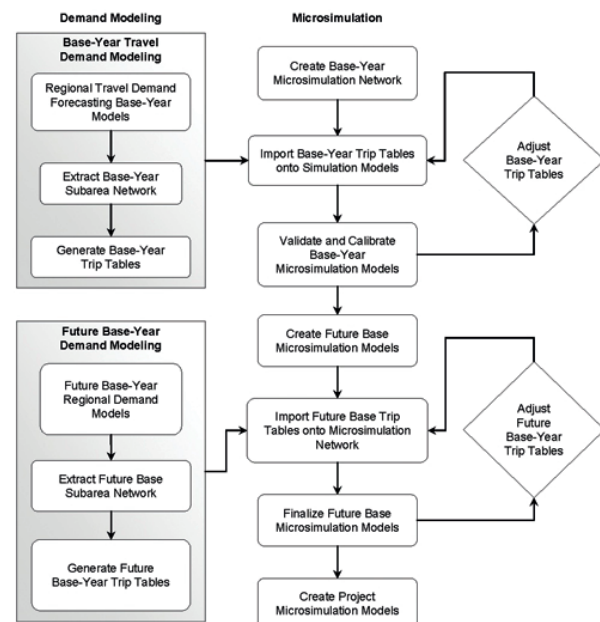 Demand Modeling
Microsimulation
Base-Year Travel
Demand Modeling
Regional Travel Demand
Forecasting Base-Year
Models
Extract Base-Year
Subarea Network
Generate Base-Year
Trip Tables
Create Base-Year
Microsimulation Network
Import Base-Year Trip Tables
onto Simulation Models
Validate and Calibrate
Base-Year
Microsimulation Models
Adjust
Base-Year
Trip Tables
Future Base-Year
Demand Modeling
Future Base-Year
Regional Demand
Models
Extract Future Base
Subarea Network
Generate Future
Base-Year Trip Tables
Create Future Base
Microsimulation Models
Import Future Base Trip
Tables onto Microsimulation
Network
Finalize Future Base
Microsimulation Models
Create Project
Microsimulation Models
Adjust
Future
Base-Year
Trip Tables